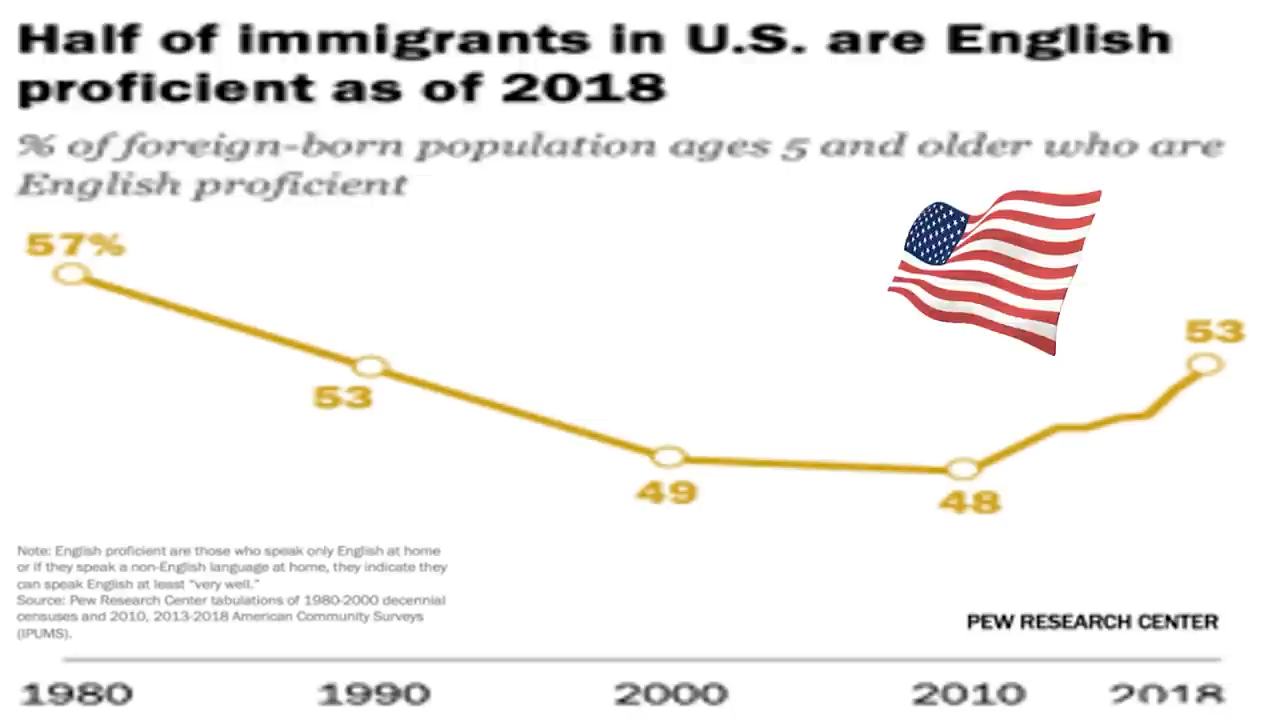 Half of immigrants in U.S. are English
proficient as of 2018
% of foreign-born population ages 5 and older who are
English proficient
57%
53
53
49
48
Note: English proficient are those who speak only English at home
or if they speak a non-English language at home, they indicate they
can speak English at least "very well."
Source: Pew Research Center tabulations of 1980-2000 decennial
censuses and 2010, 2013-2018 American Community Surveys
(IPUMS).
PEW RESEARCH CENTER
1980 1990 2000 2010 2018